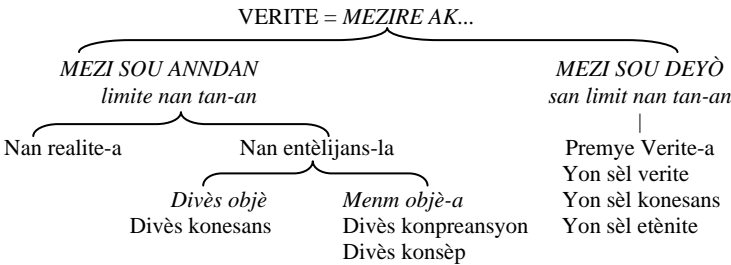 VERITE = MEZIRE AK...
MEZI SOU ANNDAN
limite nan tan-an
MEZI SOU DEYÒ
san limit nan tan-an
Nan realite-a
Nan entèlijans-la
Divès objè
Divès konesans
Menm objè-a
Divès konpreansyon
Divès konsèp
Premye Verite-a
Yon sèl verite
Yon sèl konesans
Yon sèl etènite